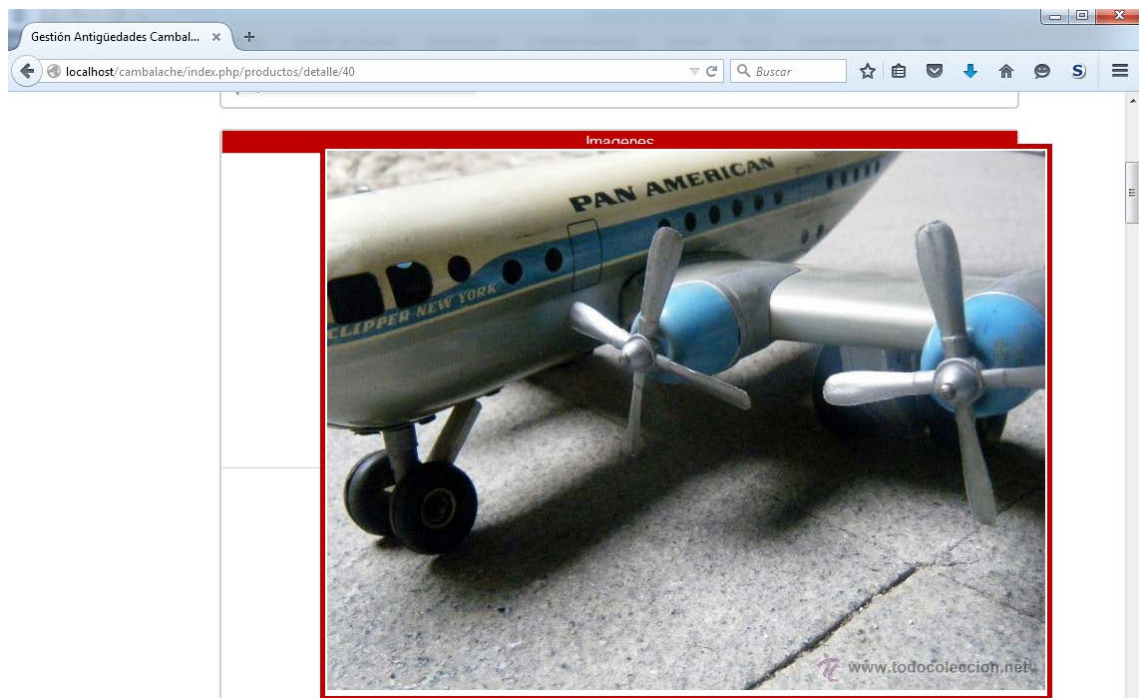 Gestión Antigüedades Cambal...
localhost/cambalache/index.php/productos/detalle/40
Buscar
S
Imagenes
PAN AMERICAN
CLIPPER NEW YORK
www.todocoleccion.net